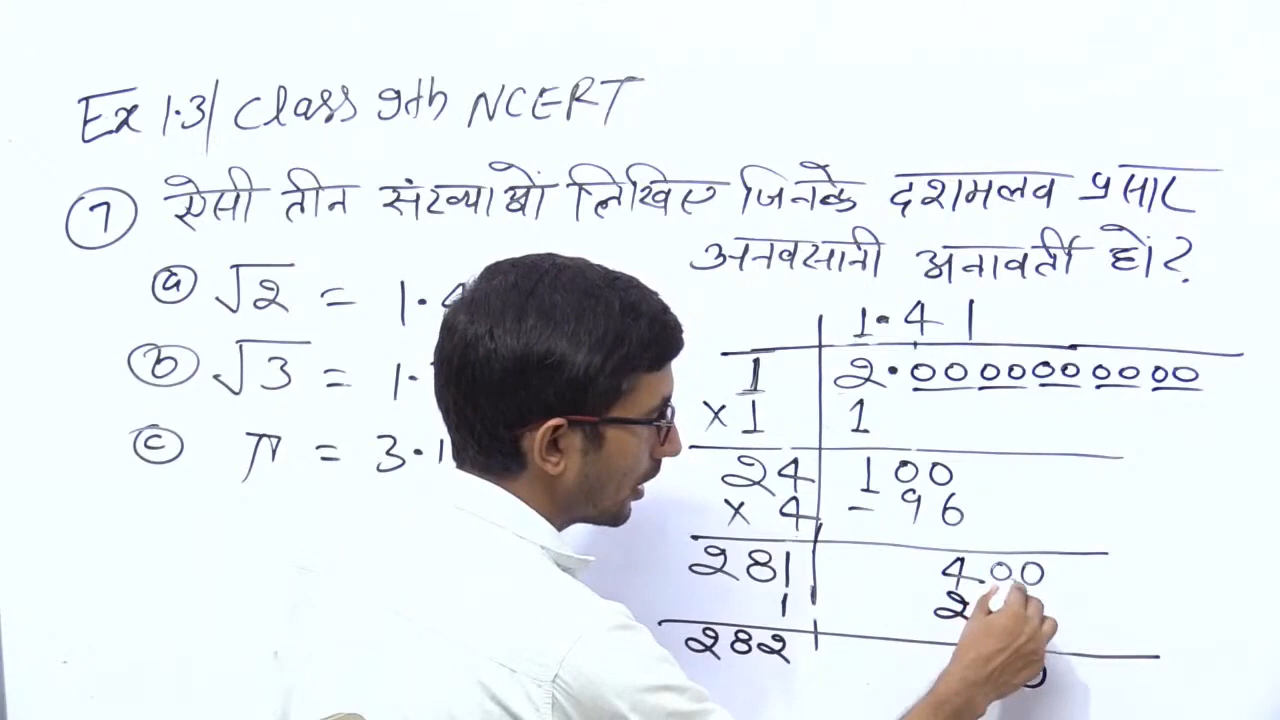 Ex 1.3/ Class 9th NCERT
7 ऐसी तीन संख्याओं लिखिए जिनके दशमलव प्रसार
अनवसानी अनावर्ती हों?
a √2 = 1.4
b √3 = 1.
c π = 3.1
1.41
1 2.0000000000
×1 1
24 100
×4 -96
281 400
1 2
282